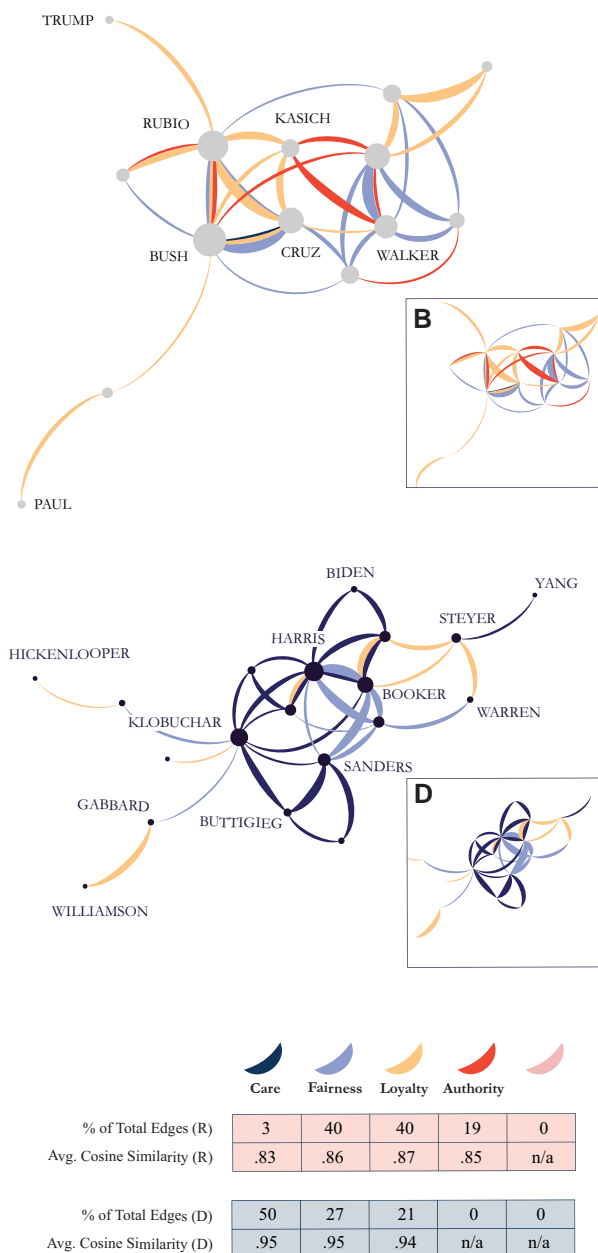 TRUMP
RUBIO
KASICH
BUSH
CRUZ
WALKER
B
PAUL
BIDEN
YANG
STEYER
HARRIS
HICKENLOOPER
BOOKER
WARREN
KLOBUCHAR
SANDERS
D
GABBARD
BUTTIGIEG
WILLIAMSON
Care Fairness Loyalty Authority
% of Total Edges (R) 3 40 40 19 0
Avg. Cosine Similarity (R) .83 .86 .87 .85 n/a
% of Total Edges (D) 50 27 21 0 0
Avg. Cosine Similarity (D) .95 .95 .94 n/a n/a